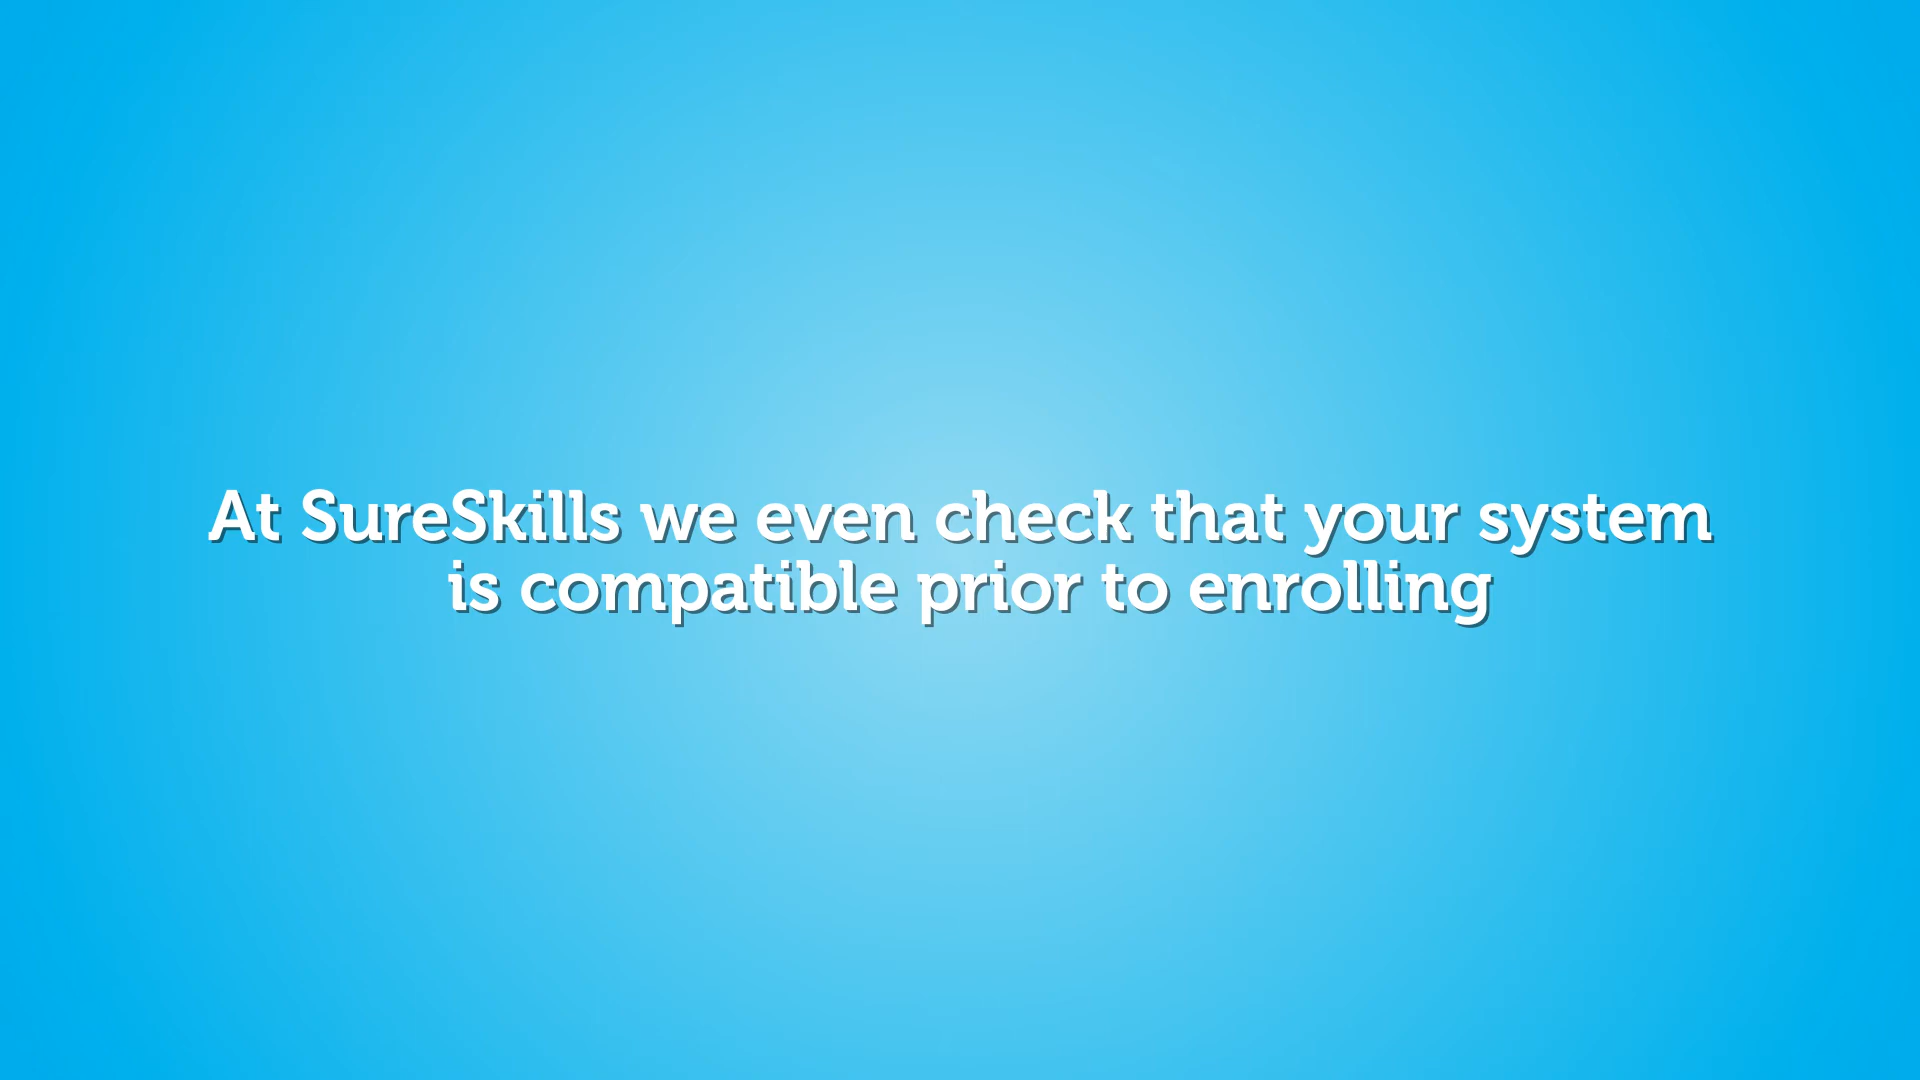 At SureSkills we even check that your system
is compatible prior to enrolling